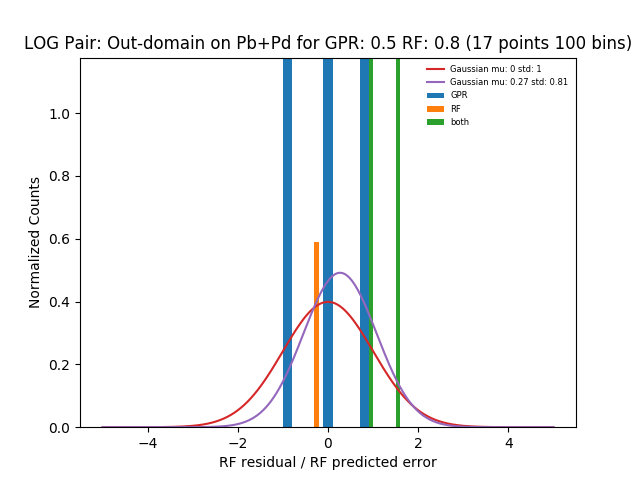 LOG Pair: Out-domain on Pb+Pd for GPR: 0.5 RF: 0.8 (17 points 100 bins)
Gaussian mu: 0 std: 1
Gaussian mu: 0.27 std: 0.81
GPR
RF
both
Normalized Counts
1.0
0.8
0.6
0.4
0.2
0.0
−4 −2 0 2 4
RF residual / RF predicted error